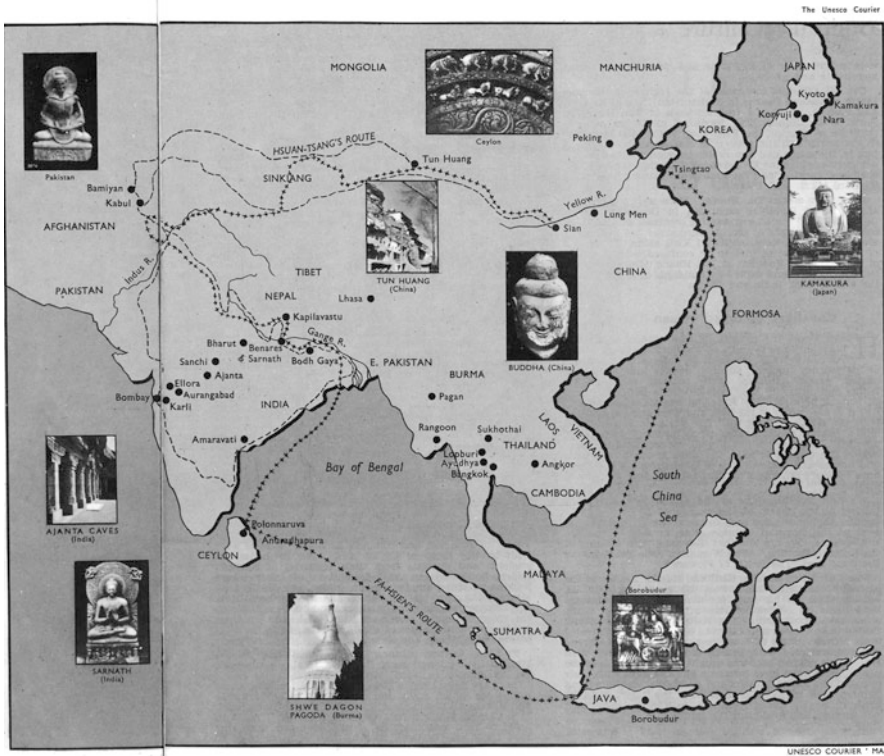 The Unesco Courier
MONGOLIA
MANCHURIA
JAPAN
Kyoto
Kamakura
Koryuji
Nara
KOREA
Peking
Ceylon
HSUAN-TSANG'S ROUTE
Tun Huang
Tsingtao
Pakistan
SINKIANG
Bamiyan
Kabul
Yellow R.
Lung Men
Sian
AFGHANISTAN
Indus R.
TIBET
TUN HUANG
(China)
CHINA
KAMAKURA
(Japan)
PAKISTAN
NEPAL
Lhasa
Kapilavastu
FORMOSA
Gange R.
Bharut
Benares
& Sarnath
Bodh Gaya
Sanchi
E. PAKISTAN
BUDDHA (China)
Ajanta
BURMA
Ellora
Aurangabad
Bombay
Karli
INDIA
Pagan
LAOS
VIETNAM
Amaravati
Rangoon
Sukhothai
THAILAND
Lopburi
Ayudhya
Bangkok
Angkor
Bay of Bengal
CAMBODIA
South
China
Sea
AJANTA CAVES
(India)
Polonnaruva
Anuradhapura
CEYLON
MALAYA
FA-HSIEN'S ROUTE
Borobudur
SUMATRA
SARNATH
(India)
SHWE DAGON
PAGODA (Burma)
JAVA
Borobudur
UNESCO COURIER · MA